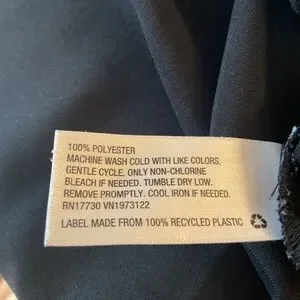 100% POLYESTER
MACHINE WASH COLD WITH LIKE COLORS.
GENTLE CYCLE. ONLY NON-CHLORINE
BLEACH IF NEEDED. TUMBLE DRY LOW.
REMOVE PROMPTLY. COOL IRON IF NEEDED.
RN17730 VN1973122
LABEL MADE FROM 100% RECYCLED PLASTIC